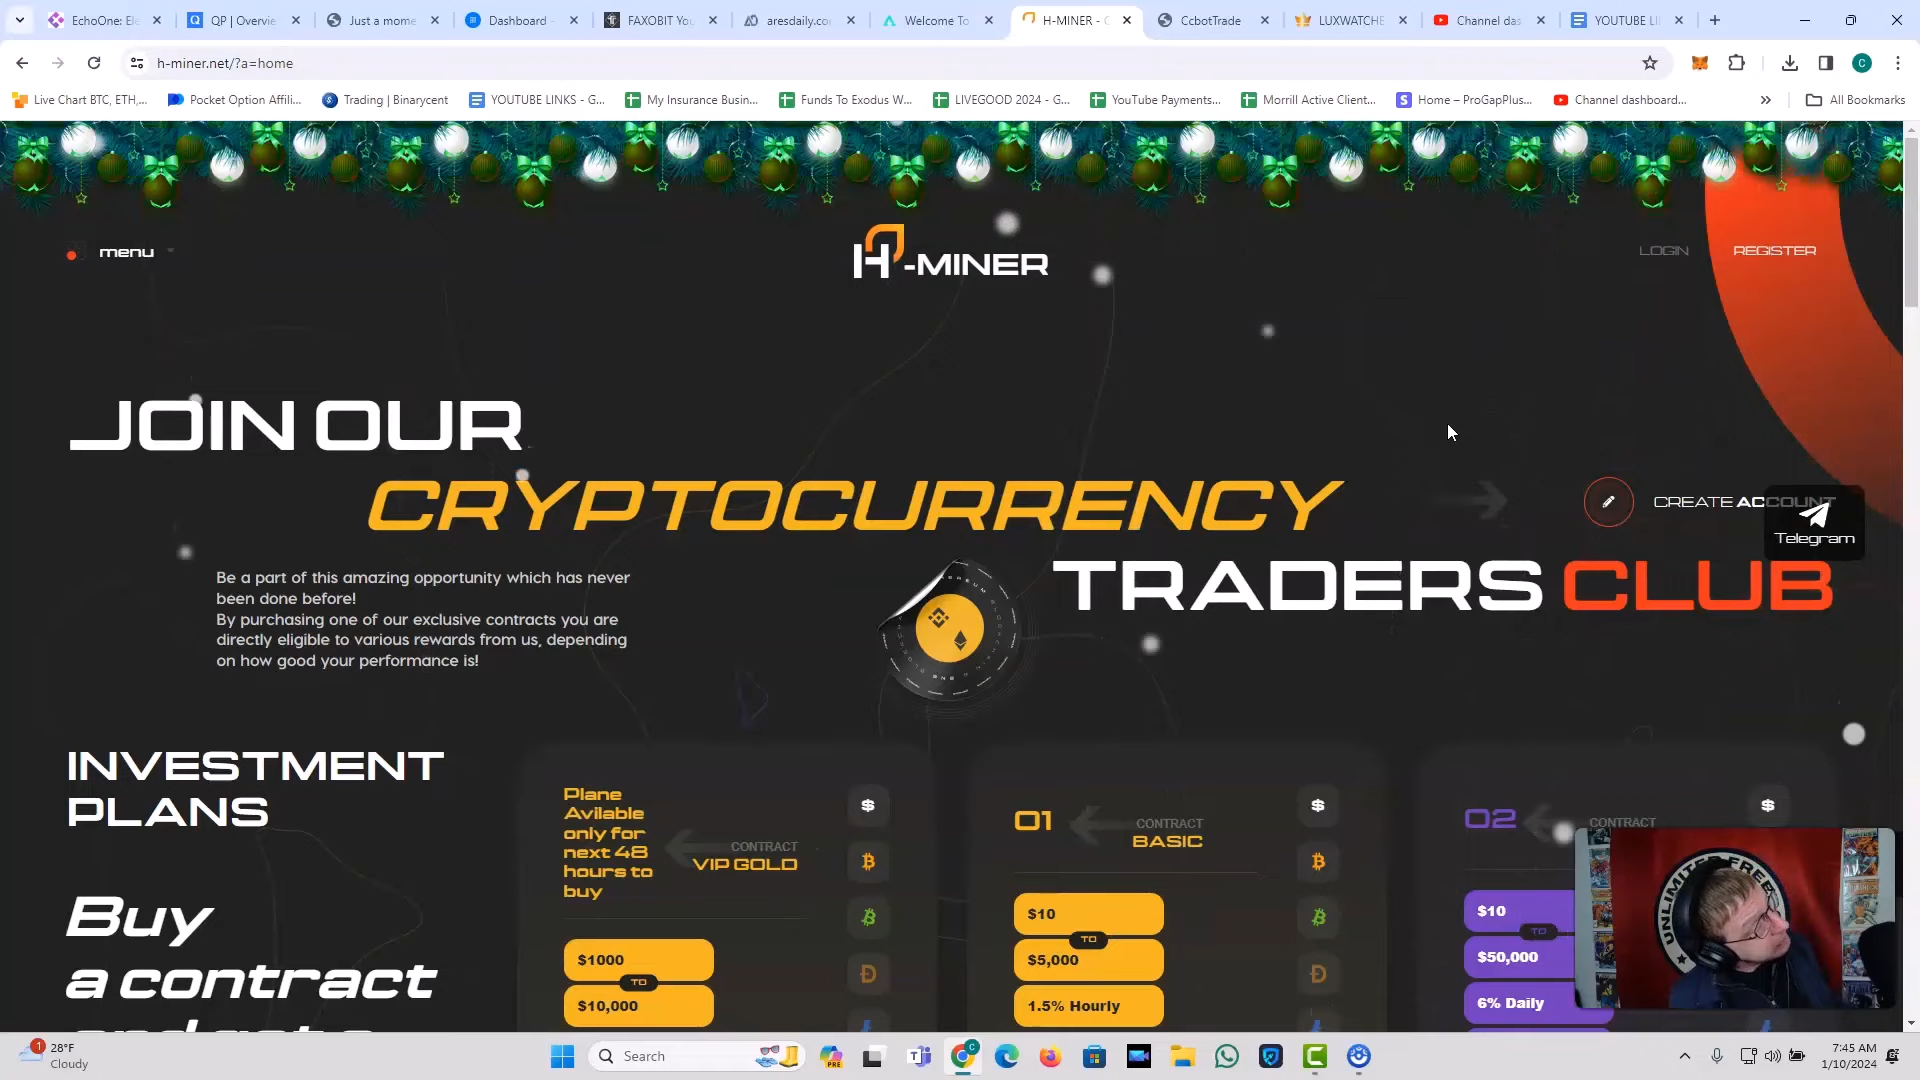 EchoOne: Ele
QP | Overvie
Just a mome
Dashboard -
FAXOBIT You
aresdaily.co
Welcome To
H-MINER - C
CcbotTrade
LUXWATCHE
Channel das
YOUTUBE LI
h-miner.net/?a=home
C
Live Chart BTC, ETH,...
Pocket Option Affili...
Trading | Binarycent
YOUTUBE LINKS - G...
My Insurance Busin...
Funds To Exodus W...
LIVEGOOD 2024 - G...
YouTube Payments...
Morrill Active Client...
Home – ProGapPlus...
Channel dashboard...
All Bookmarks
menu
H-MINER
LOGIN
REGISTER
JOIN OUR
CRYPTOCURRENCY
CREATE ACCOUNT
Telegram
TRADERS CLUB
Be a part of this amazing opportunity which has never
been done before!
By purchasing one of our exclusive contracts you are
directly eligible to various rewards from us, depending
on how good your performance is!
INVESTMENT
PLANS
Buy
a contract
Plane
Avilable
only for
next 48
hours to
buy
CONTRACT
VIP GOLD
$1000
TO
$10,000
01
CONTRACT
BASIC
$10
TO
$5,000
1.5% Hourly
02
CONTRACT
$10
TO
$50,000
6% Daily
UNLIMITED FREE
1
28°F
Cloudy
Search
PRE
C
7:45 AM
1/10/2024